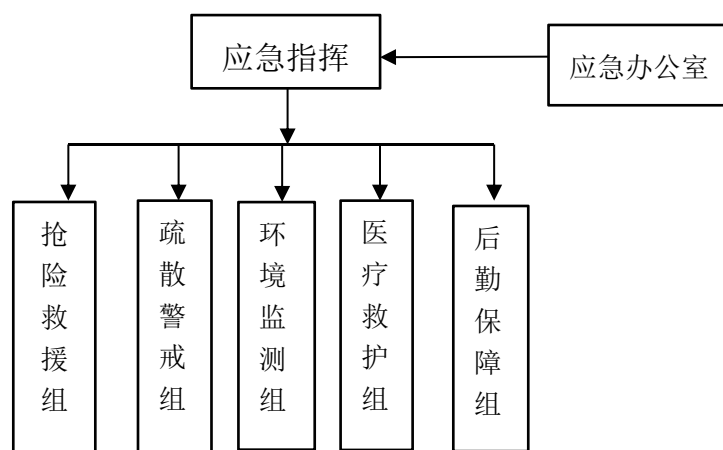 应急指挥
应急办公室
抢险救援组
疏散警戒组
环境监测组
医疗救护组
后勤保障组